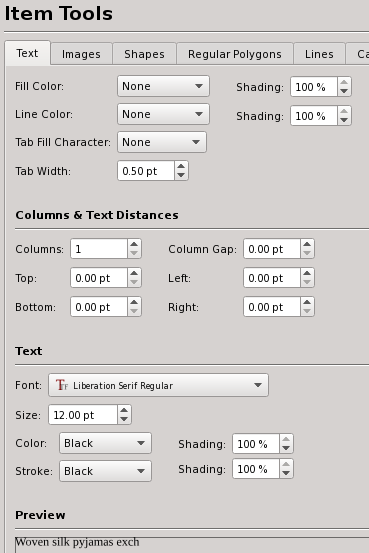 Item Tools
Text Images Shapes Regular Polygons Lines Ca
Fill Color: None Shading: 100 %
Line Color: None Shading: 100 %
Tab Fill Character: None
Tab Width: 0.50 pt
Columns & Text Distances
Columns: 1 Column Gap: 0.00 pt
Top: 0.00 pt Left: 0.00 pt
Bottom: 0.00 pt Right: 0.00 pt
Text
Font: Liberation Serif Regular
Size: 12.00 pt
Color: Black Shading: 100 %
Stroke: Black Shading: 100 %
Preview
Woven silk pyjamas exch